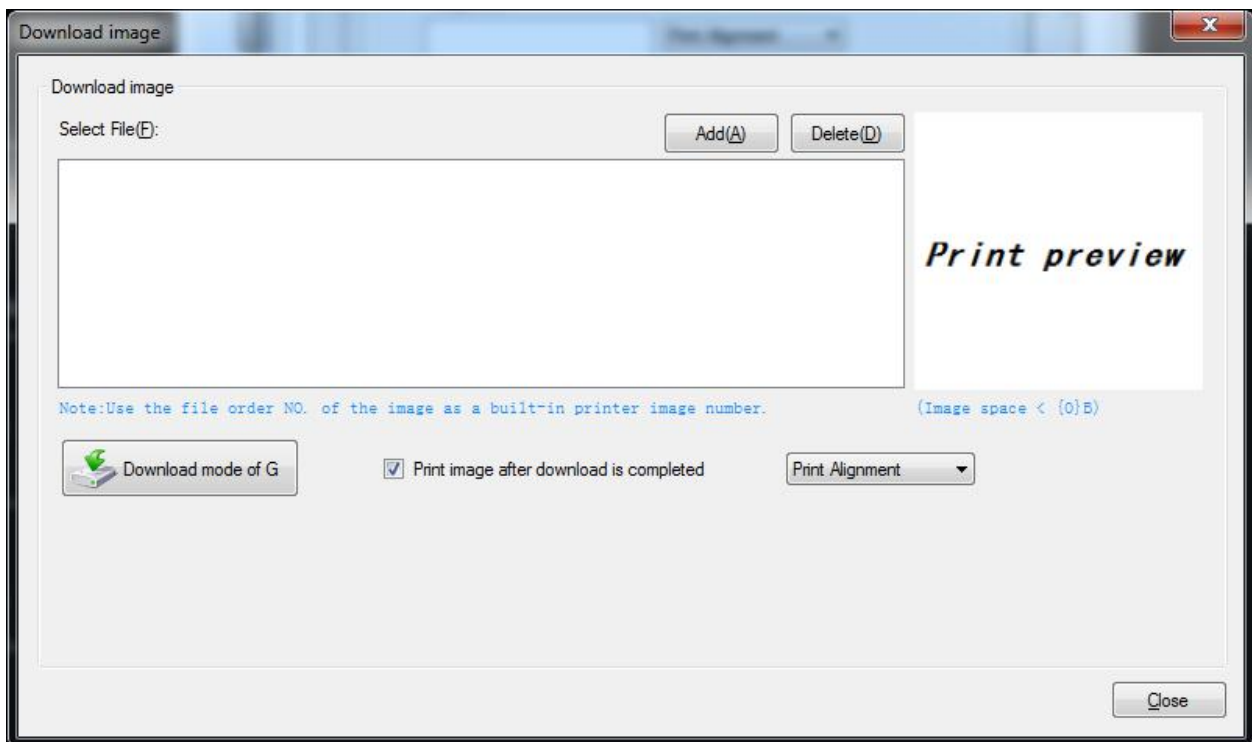 Download image
Download image
Select File(F):
Add(A)
Delete(D)
Print preview
Note:Use the file order NO. of the image as a built-in printer image number.
(Image space < {0}B)
Download mode of G
Print image after download is completed
Print Alignment
Close